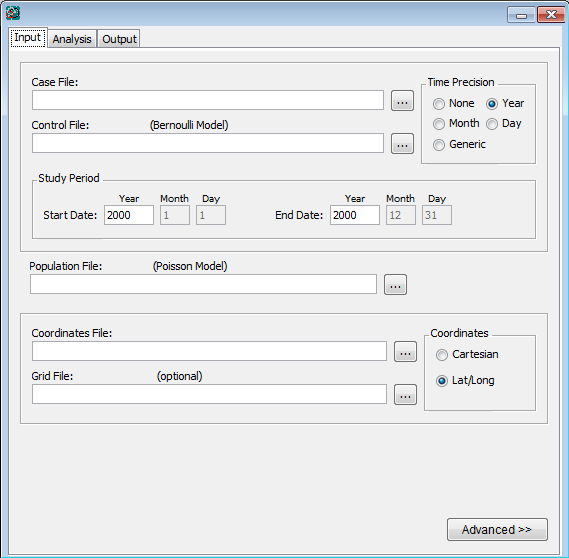 Input Analysis Output
Case File:
...
Time Precision
None Year
Month Day
Generic
Control File: (Bernoulli Model)
...
Study Period
Year Month Day Year Month Day
Start Date: 2000 1 1 End Date: 2000 12 31
Population File: (Poisson Model)
...
Coordinates File:
...
Coordinates
Cartesian
Lat/Long
Grid File: (optional)
...
Advanced >>